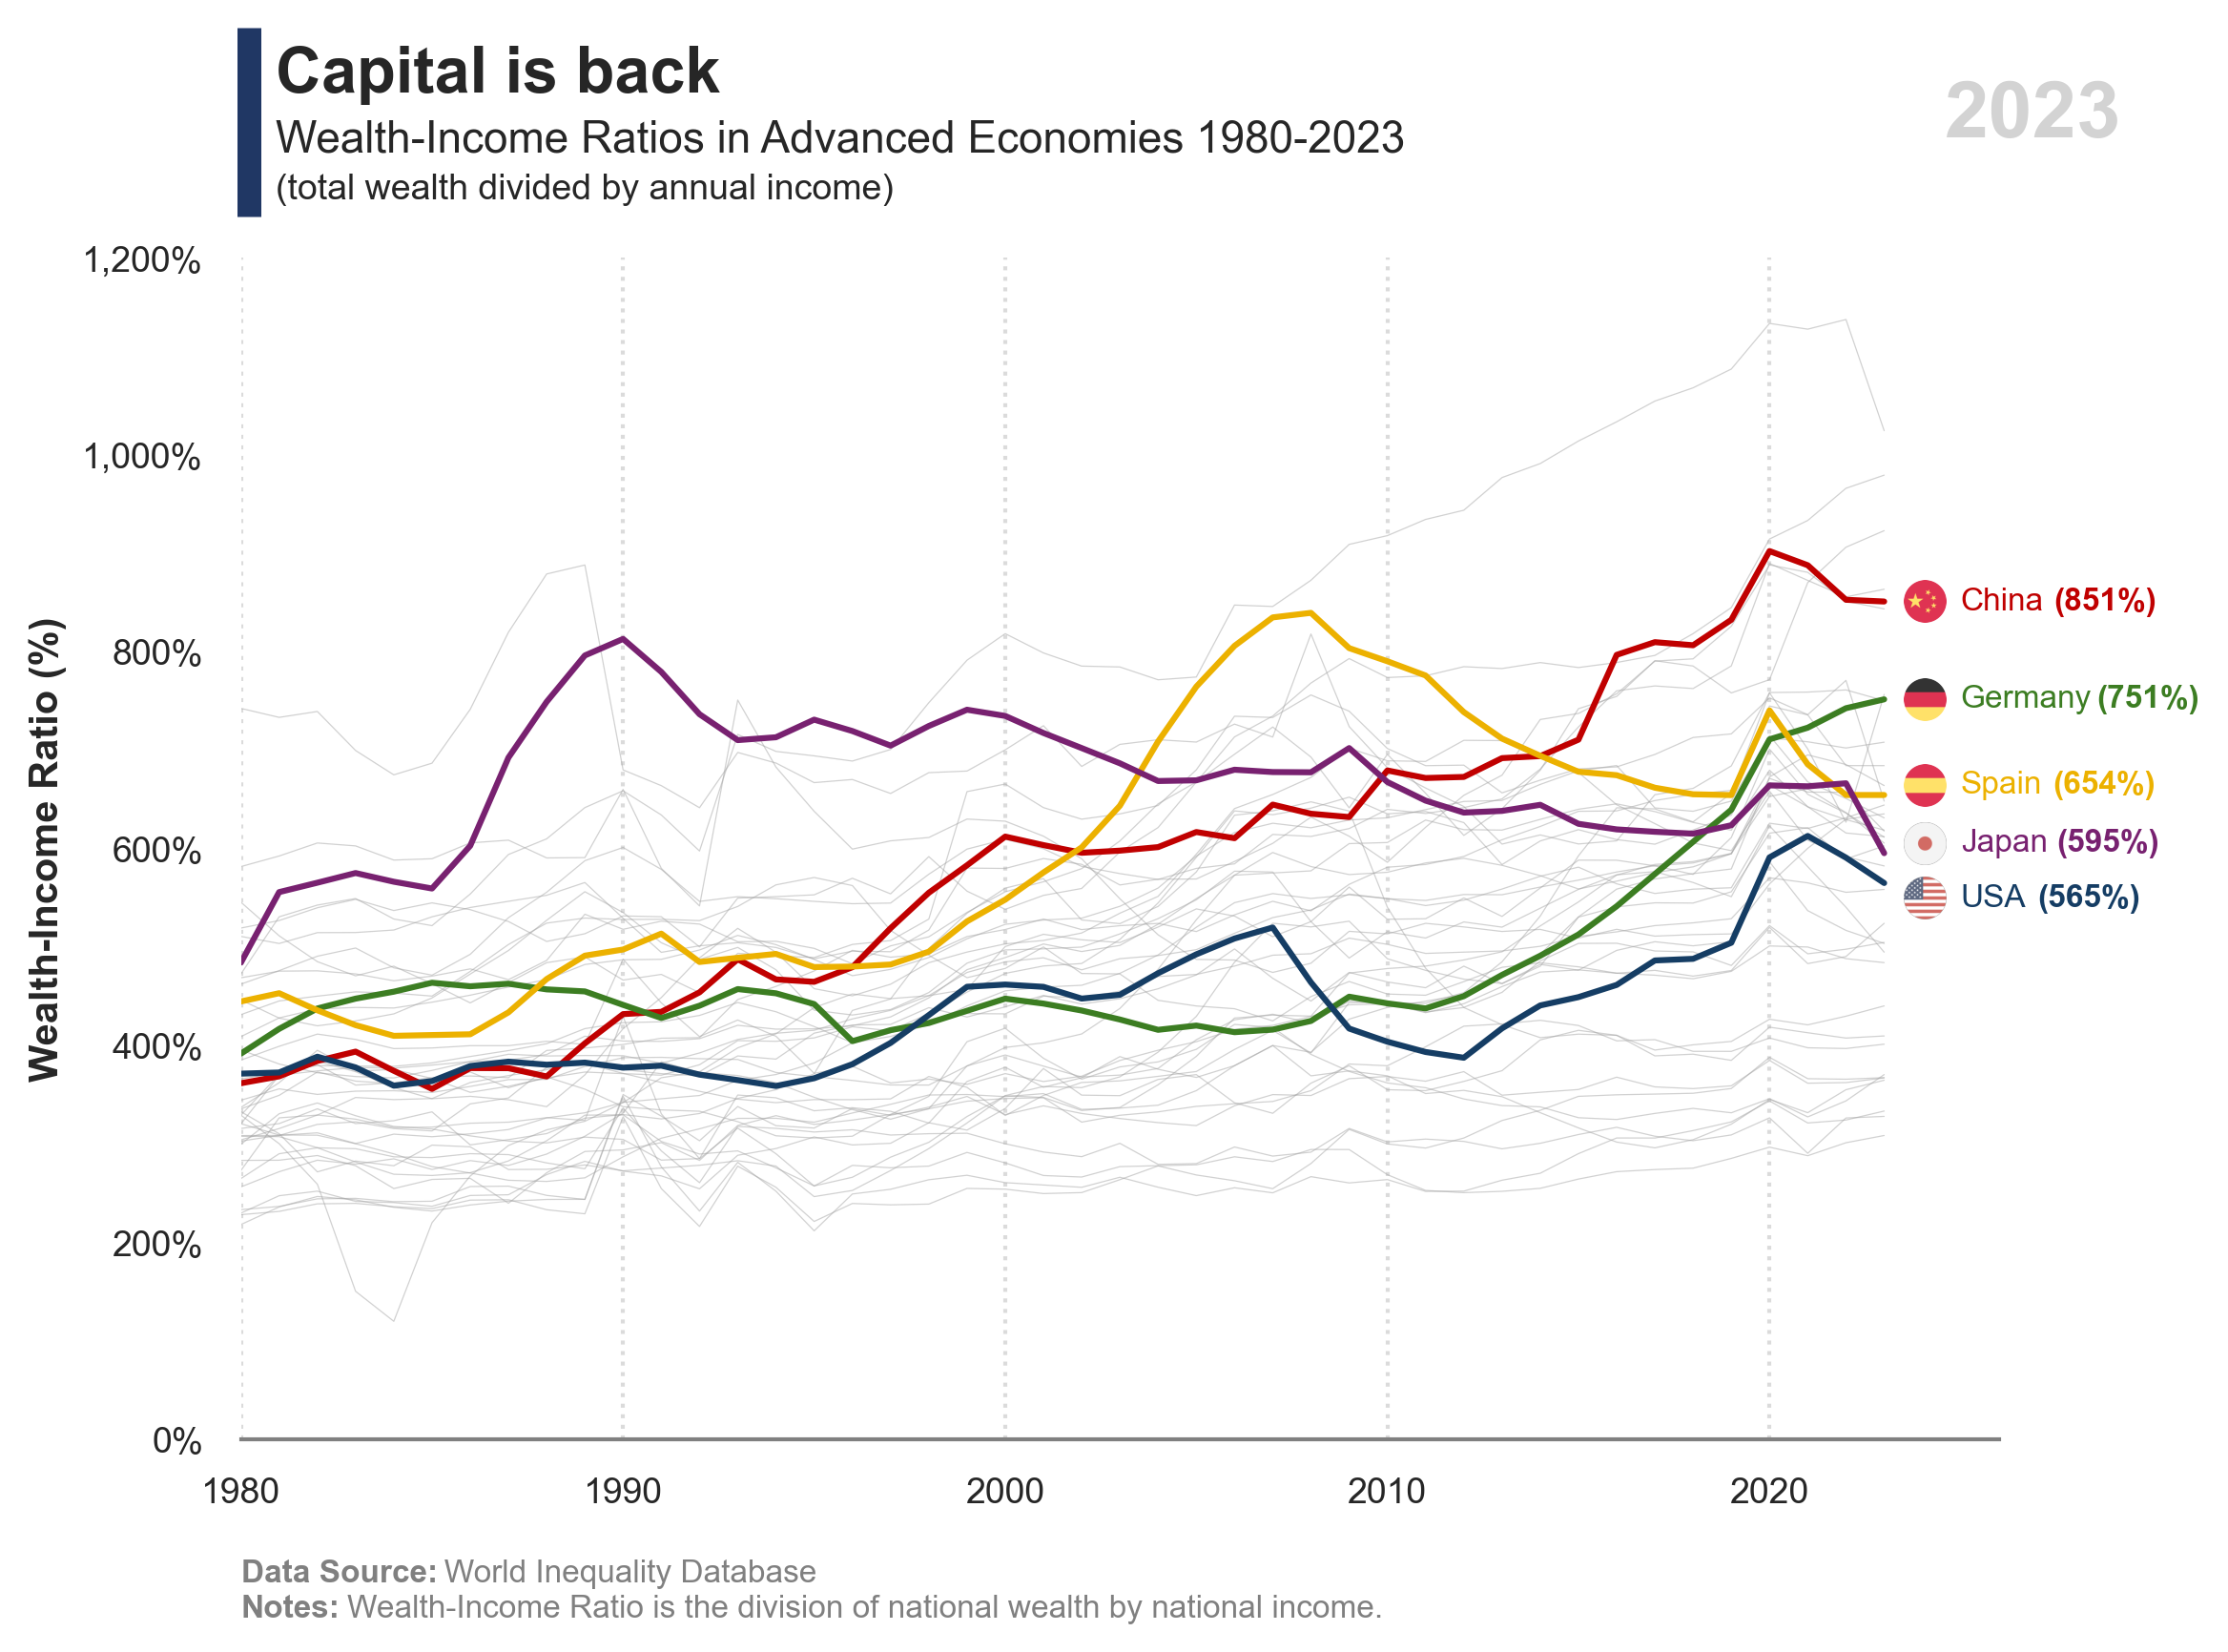 Capital is back
2023
Wealth-Income Ratios in Advanced Economies 1980-2023
(total wealth divided by annual income)
Wealth-Income Ratio (%)
1,200%
1,000%
800%
600%
400%
200%
0%
China (851%)
Germany (751%)
Spain (654%)
Japan (595%)
USA (565%)
1980 1990 2000 2010 2020
Data Source: World Inequality Database
Notes: Wealth-Income Ratio is the division of national wealth by national income.